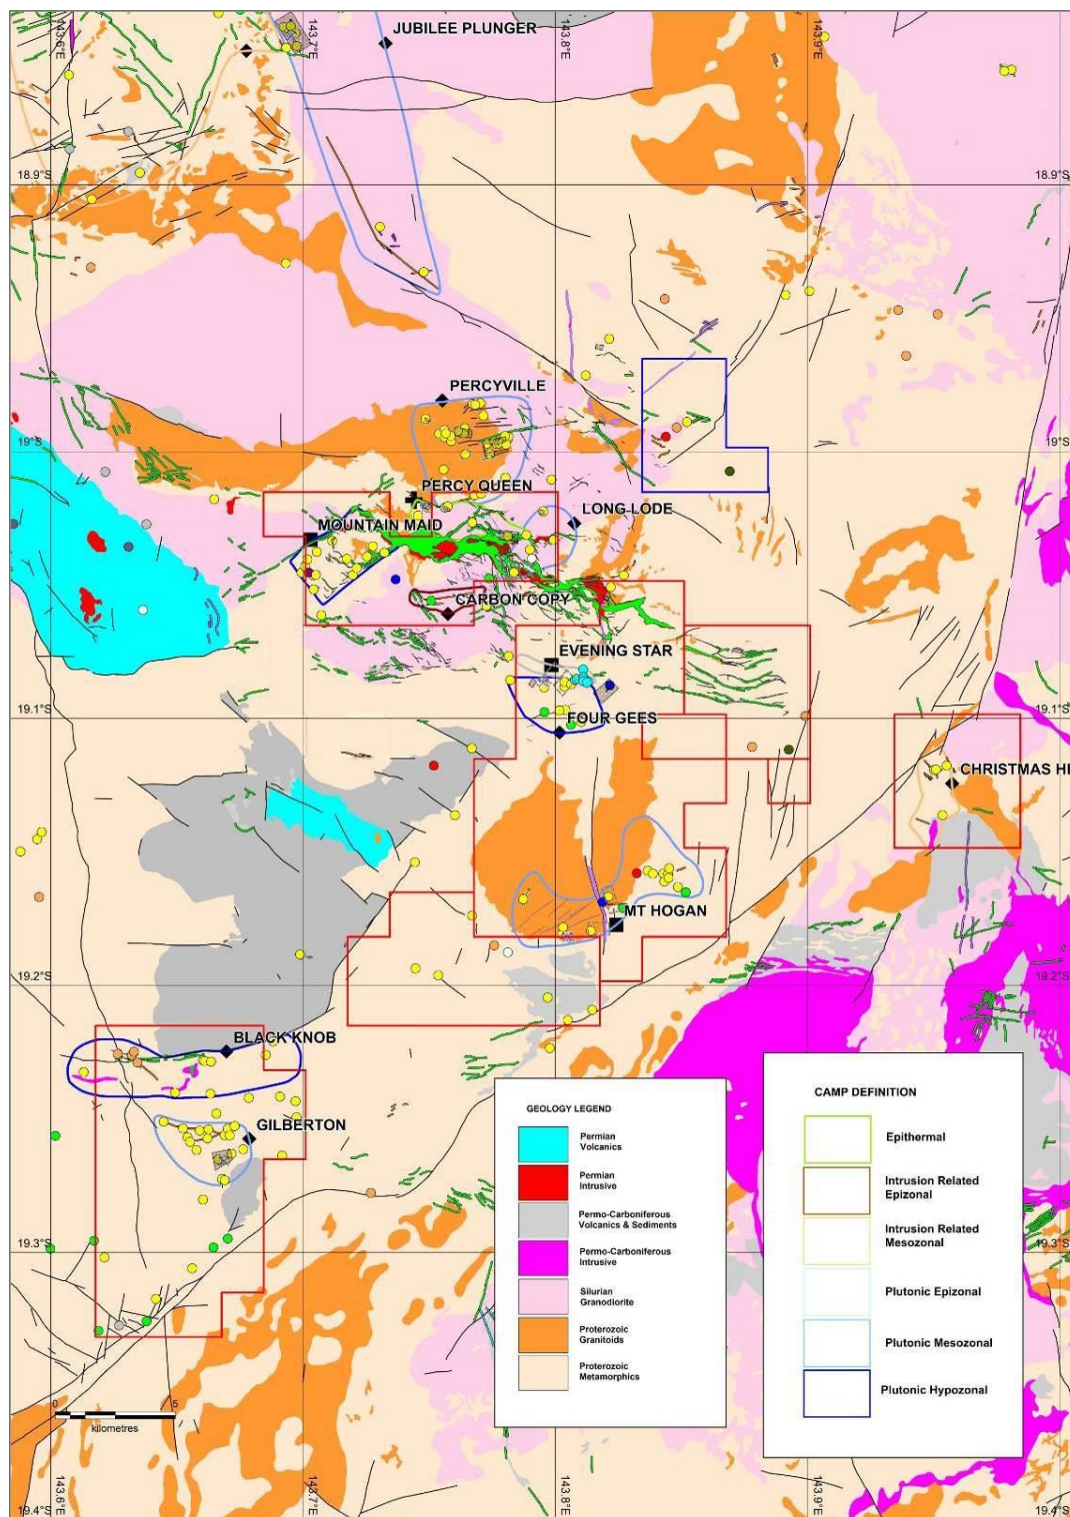 143.6°E
143.7°E
143.8°E
143.9°E
JUBILEE PLUNGER
18.9°S
18.9°S
PERCYVILLE
19°S
19°S
PERCY QUEEN
LONG LODE
MOUNTAIN MAID
CARBON COPY
EVENING STAR
19.1°S
19.1°S
FOUR GEES
CHRISTMAS HI
MT HOGAN
19.2°S
19.2°S
BLACK KNOB
GILBERTON
19.3°S
19.3°S
GEOLOGY LEGEND
Permian
Volcanics
Permian
Intrusive
Permo-Carboniferous
Volcanics & Sediments
Permo-Carboniferous
Intrusive
Silurian
Granodiorite
Proterozoic
Granitoids
Proterozoic
Metamorphics
CAMP DEFINITION
Epithermal
Intrusion Related
Epizonal
Intrusion Related
Mesozonal
Plutonic Epizonal
Plutonic Mesozonal
Plutonic Hypozonal
0 5
kilometres
143.6°E
143.7°E
143.8°E
143.9°E
19.4°S
19.4°S